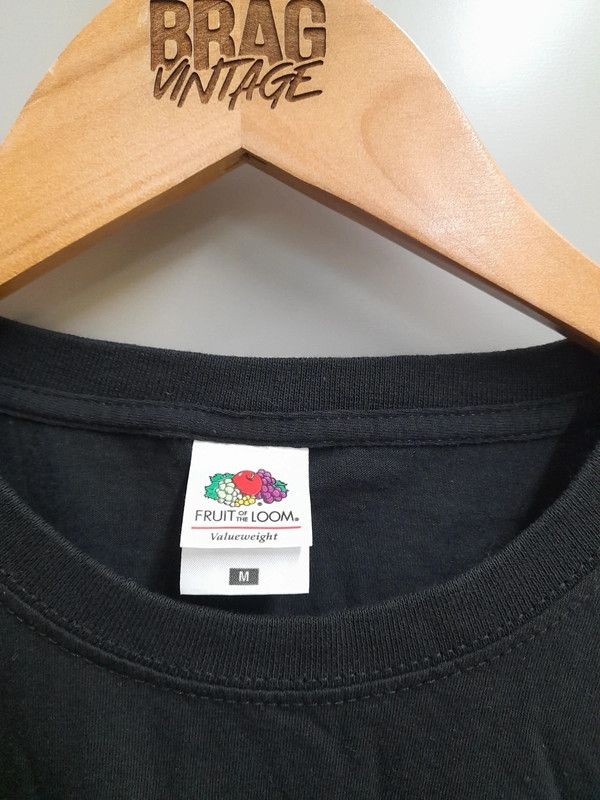 BRAG
VINTAGE
FRUIT OF THE LOOM®
Valueweight
M